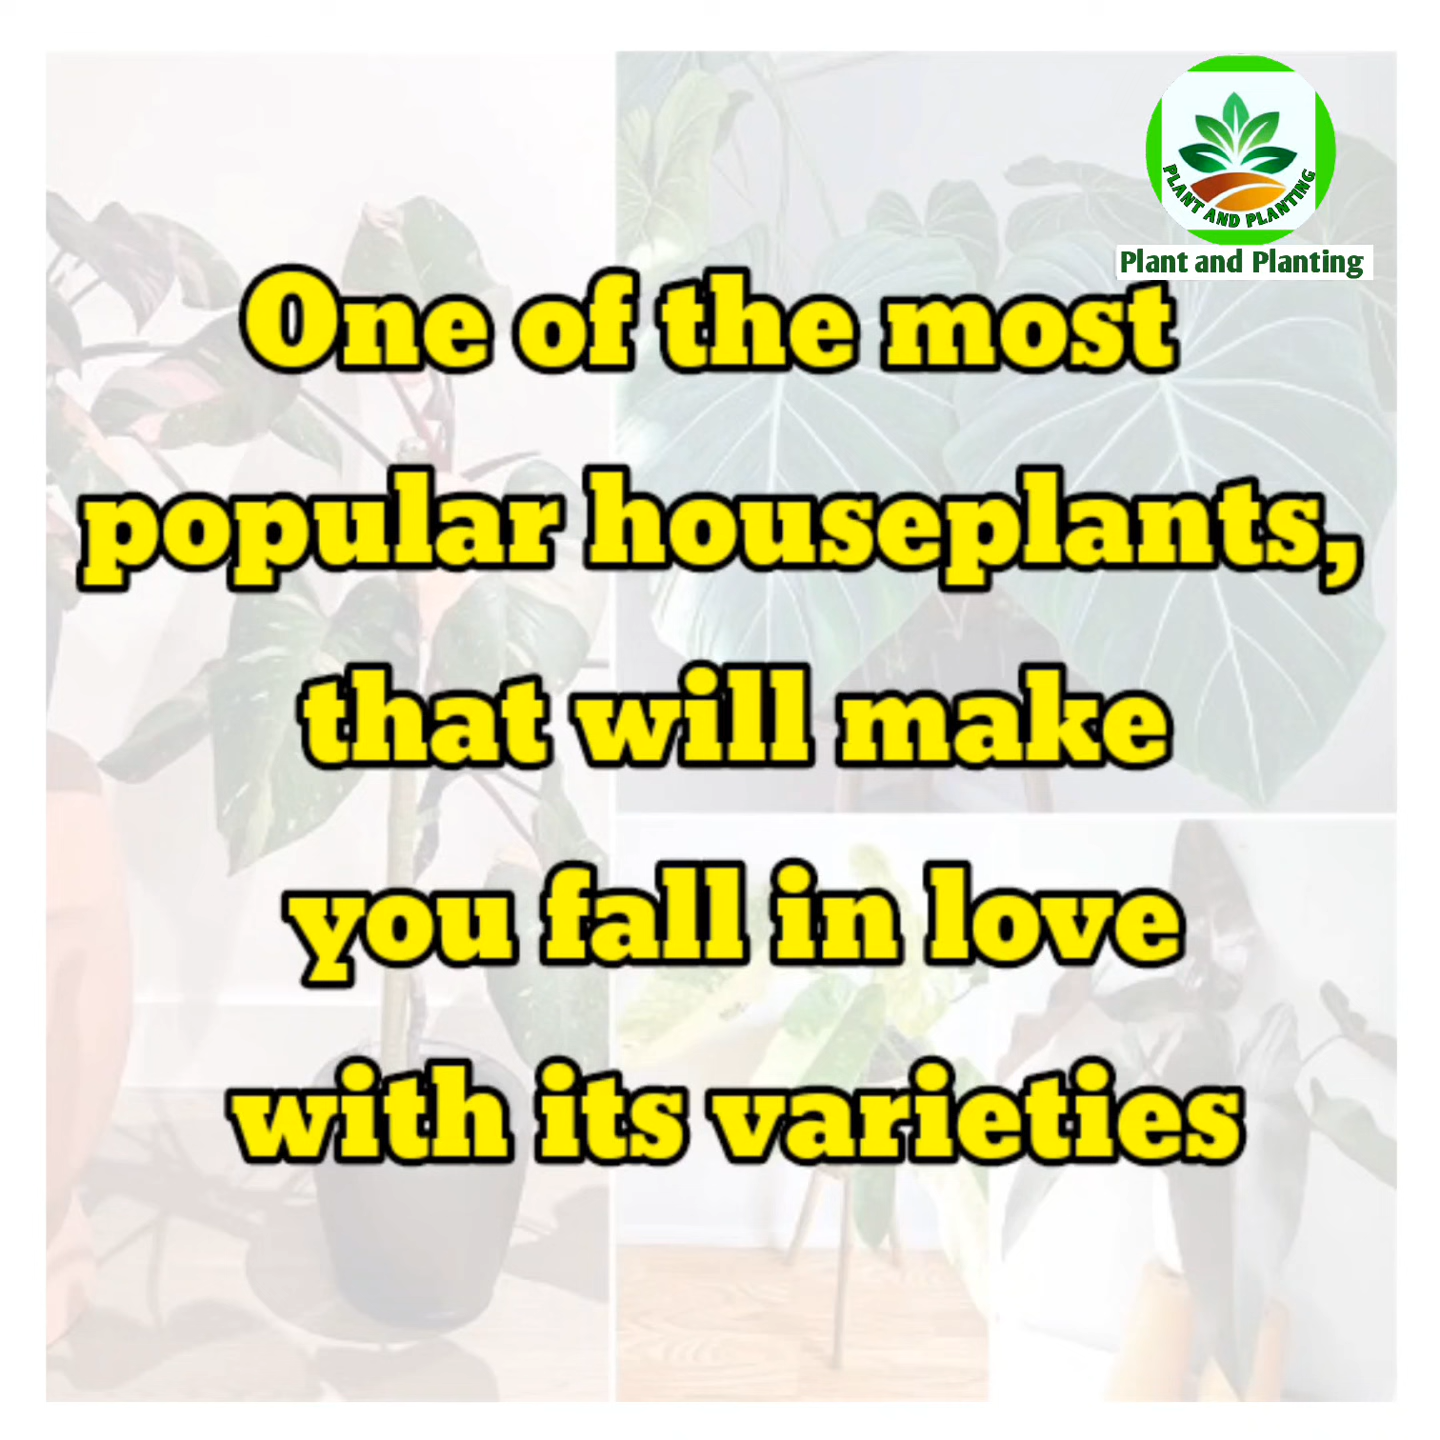 PLANT AND PLANTING
Plant and Planting
One of the most
popular houseplants,
that will make
you fall in love
with its varieties